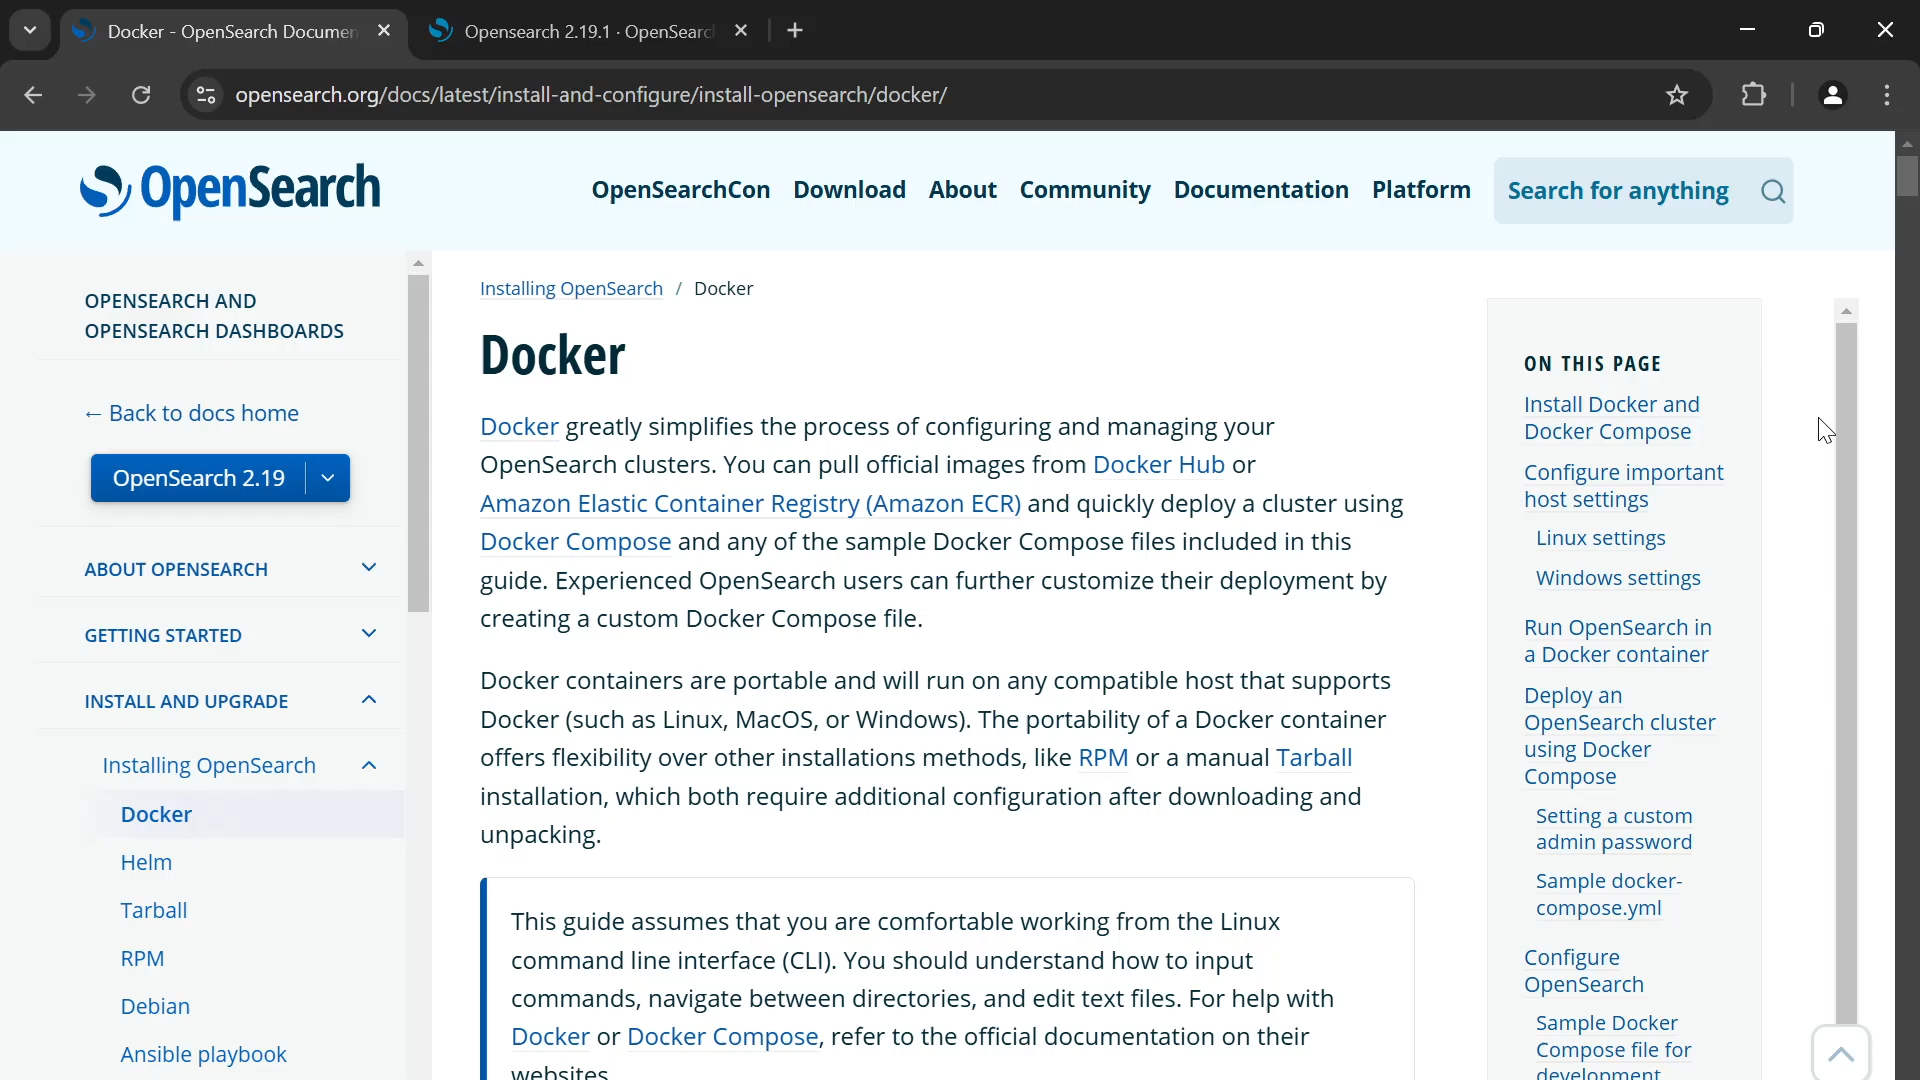 Docker - OpenSearch Documen
Opensearch 2.19.1 · OpenSearc
opensearch.org/docs/latest/install-and-configure/install-opensearch/docker/
OpenSearch
OpenSearchCon
Download
About
Community
Documentation
Platform
Search for anything
OPENSEARCH AND
OPENSEARCH DASHBOARDS
← Back to docs home
OpenSearch 2.19
ABOUT OPENSEARCH
GETTING STARTED
INSTALL AND UPGRADE
Installing OpenSearch
Docker
Helm
Tarball
RPM
Debian
Ansible playbook
Installing OpenSearch / Docker
Docker
Docker greatly simplifies the process of configuring and managing your
OpenSearch clusters. You can pull official images from Docker Hub or
Amazon Elastic Container Registry (Amazon ECR) and quickly deploy a cluster using
Docker Compose and any of the sample Docker Compose files included in this
guide. Experienced OpenSearch users can further customize their deployment by
creating a custom Docker Compose file.
Docker containers are portable and will run on any compatible host that supports
Docker (such as Linux, MacOS, or Windows). The portability of a Docker container
offers flexibility over other installations methods, like RPM or a manual Tarball
installation, which both require additional configuration after downloading and
unpacking.
This guide assumes that you are comfortable working from the Linux
command line interface (CLI). You should understand how to input
commands, navigate between directories, and edit text files. For help with
Docker or Docker Compose, refer to the official documentation on their
websites.
ON THIS PAGE
Install Docker and
Docker Compose
Configure important
host settings
Linux settings
Windows settings
Run OpenSearch in
a Docker container
Deploy an
OpenSearch cluster
using Docker
Compose
Setting a custom
admin password
Sample docker-
compose.yml
Configure
OpenSearch
Sample Docker
Compose file for
development